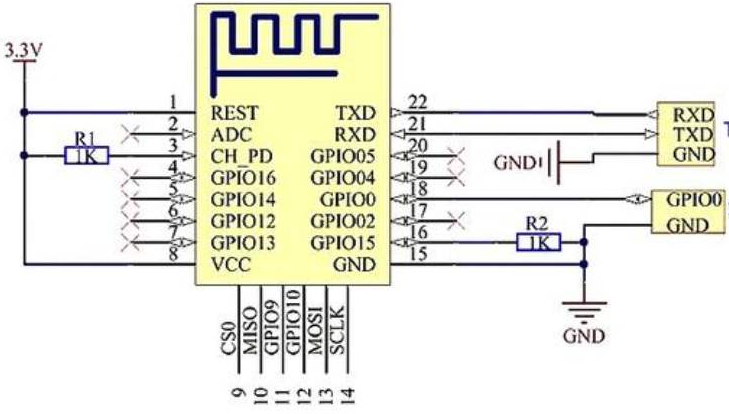 3.3V
1 REST TXD 22
2 ADC RXD 21
R1
1K
3 CH_PD GPIO05 20
4 GPIO16 GPIO04 19
5 GPIO14 GPIO0 18
6 GPIO12 GPIO02 17
7 GPIO13 GPIO15 16
8 VCC GND 15
RXD
TXD
GND
GND
GPIO0
GND
R2
1K
GND
CS0
MISO
GPIO9
GPIO10
MOSI
SCLK
9
10
11
12
13
14